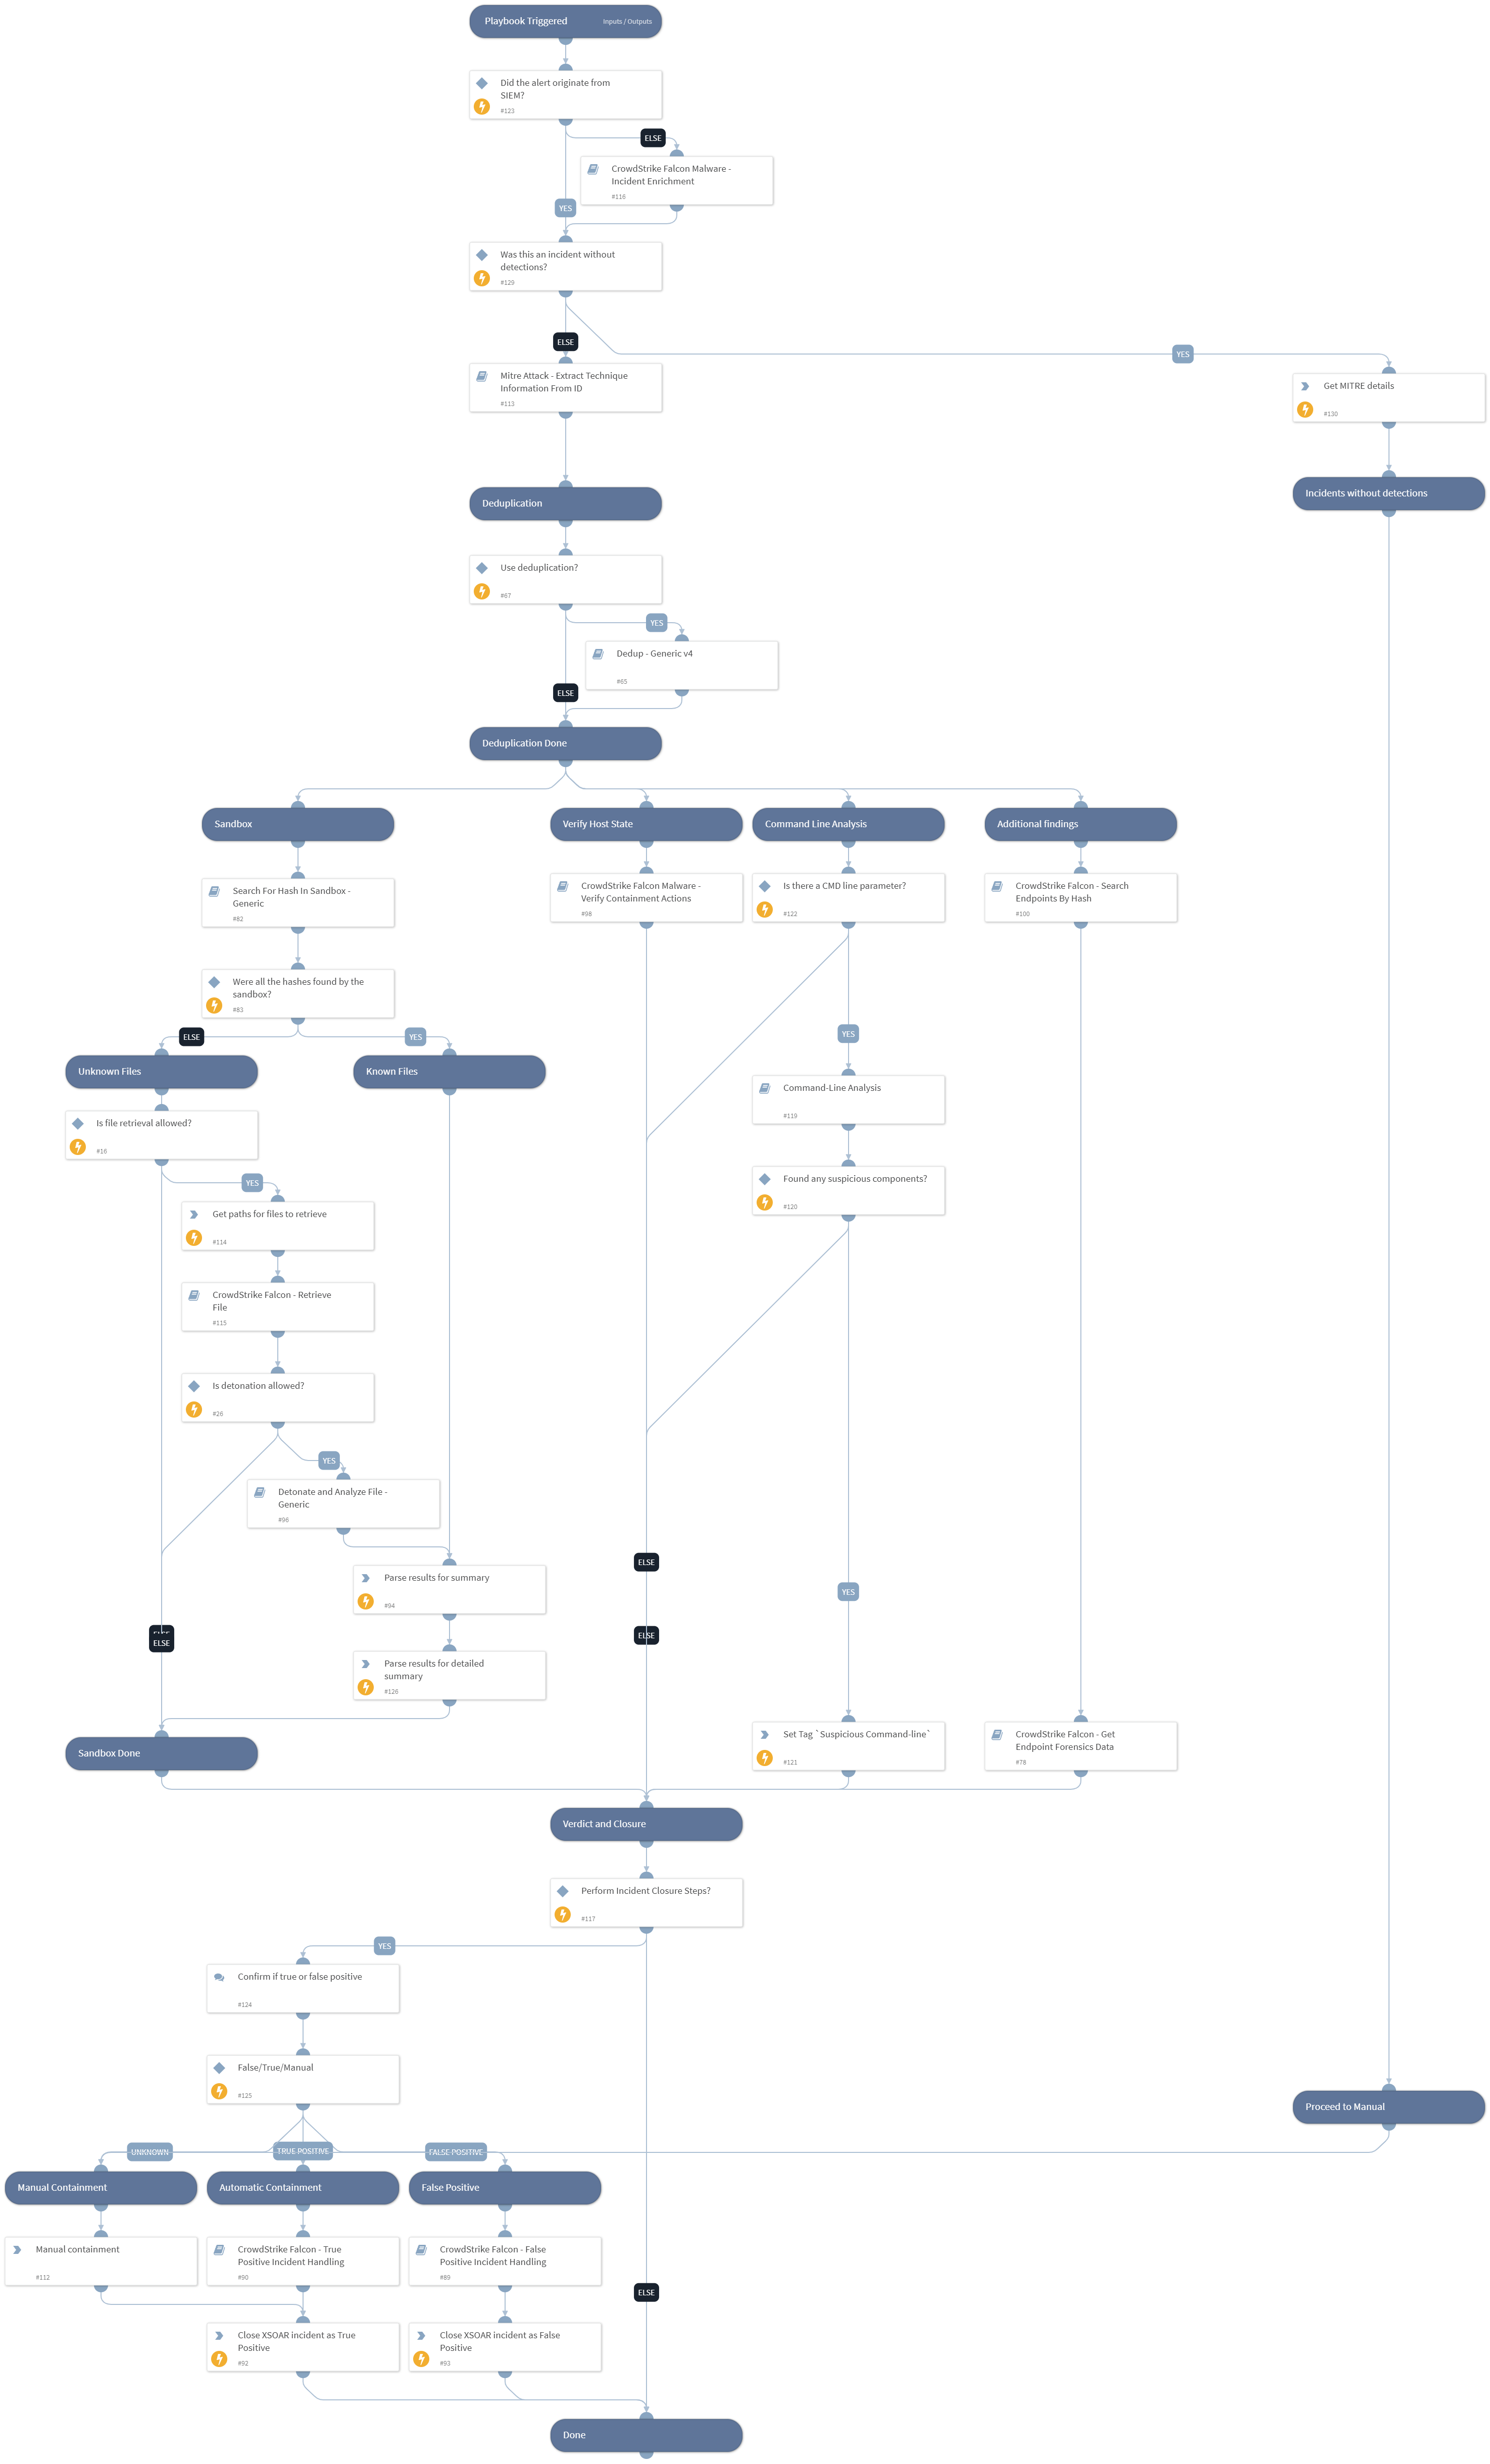 Playbook Triggered
Inputs / Outputs
Did the alert originate from
SIEM?
#123
ELSE
CrowdStrike Falcon Malware -
Incident Enrichment
#116
YES
Was this an incident without
detections?
#129
ELSE
YES
Mitre Attack - Extract Technique
Information From ID
#113
Get MITRE details
#130
Deduplication
Incidents without detections
Use deduplication?
#67
YES
Dedup - Generic v4
#65
ELSE
Deduplication Done
Sandbox
Verify Host State
Command Line Analysis
Additional findings
Search For Hash In Sandbox -
Generic
#82
CrowdStrike Falcon Malware -
Verify Containment Actions
#98
Is there a CMD line parameter?
#122
CrowdStrike Falcon - Search
Endpoints By Hash
#100
Were all the hashes found by the
sandbox?
#83
ELSE
YES
YES
Unknown Files
Known Files
Command-Line Analysis
#119
Is file retrieval allowed?
#16
YES
Found any suspicious components?
#120
Get paths for files to retrieve
#114
CrowdStrike Falcon - Retrieve
File
#115
Is detonation allowed?
#26
YES
Detonate and Analyze File -
Generic
#96
ELSE
YES
Parse results for summary
#94
ELSE
ELSE
ELSE
Parse results for detailed
summary
#126
Sandbox Done
Set Tag `Suspicious Command-line`
#121
CrowdStrike Falcon - Get
Endpoint Forensics Data
#78
Verdict and Closure
Perform Incident Closure Steps?
#117
YES
Confirm if true or false positive
#124
False/True/Manual
#125
Proceed to Manual
UNKNOWN
TRUE POSITIVE
FALSE POSITIVE
Manual Containment
Automatic Containment
False Positive
Manual containment
#112
CrowdStrike Falcon - True
Positive Incident Handling
#90
CrowdStrike Falcon - False
Positive Incident Handling
#89
ELSE
Close XSOAR incident as True
Positive
#92
Close XSOAR incident as False
Positive
#93
Done